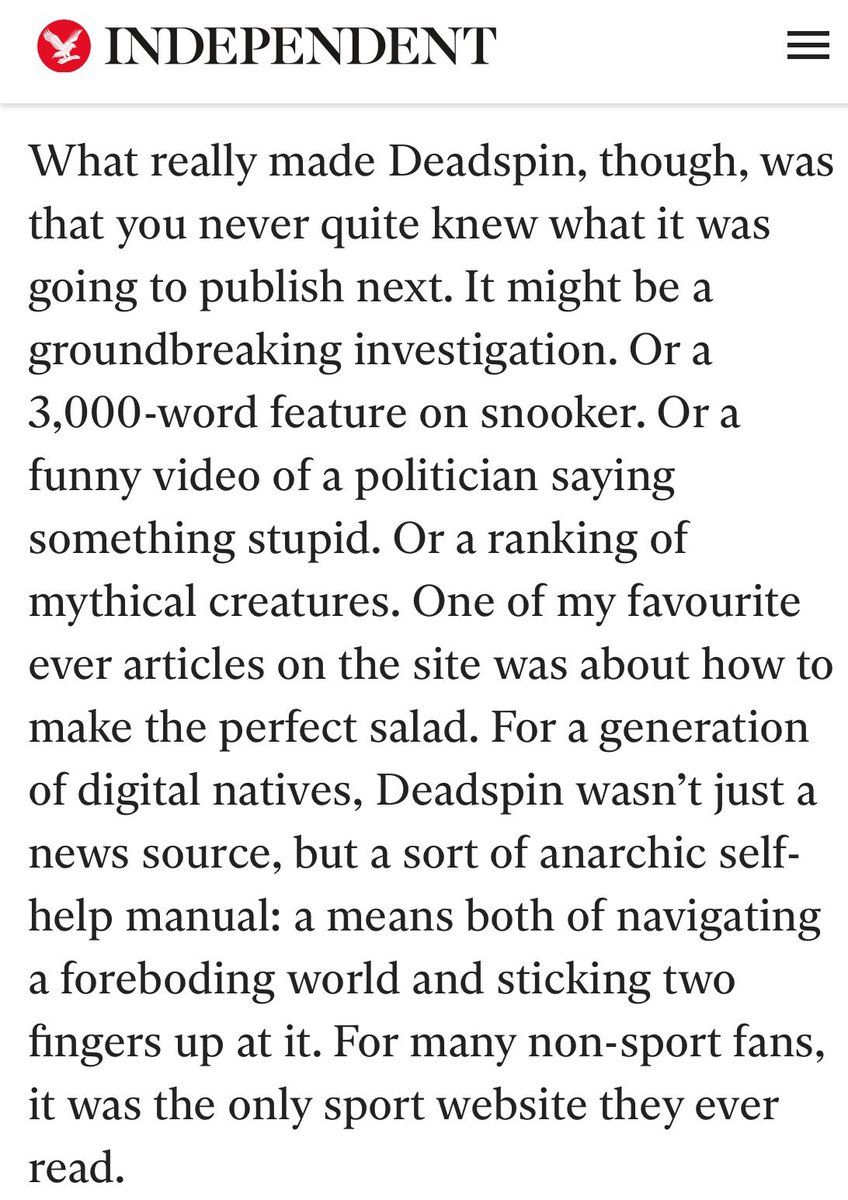 INDEPENDENT
What really made Deadspin, though, was
that you never quite knew what it was
going to publish next. It might be a
groundbreaking investigation. Or a
3,000-word feature on snooker. Or a
funny video of a politician saying
something stupid. Or a ranking of
mythical creatures. One of my favourite
ever articles on the site was about how to
make the perfect salad. For a generation
of digital natives, Deadspin wasn’t just a
news source, but a sort of anarchic self-
help manual: a means both of navigating
a foreboding world and sticking two
fingers up at it. For many non-sport fans,
it was the only sport website they ever
read.